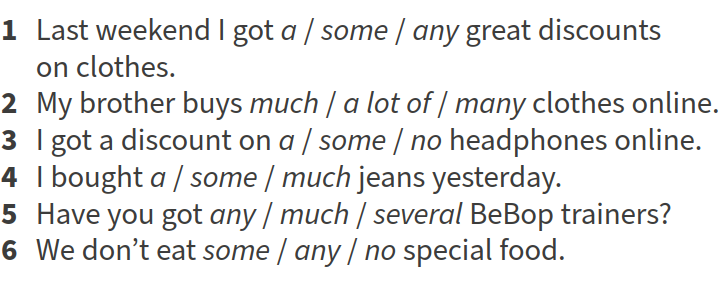 1 Last weekend I got a / some / any great discounts
on clothes.
2 My brother buys much / a lot of / many clothes online.
3 I got a discount on a / some / no headphones online.
4 I bought a / some / much jeans yesterday.
5 Have you got any / much / several BeBop trainers?
6 We don’t eat some / any / no special food.